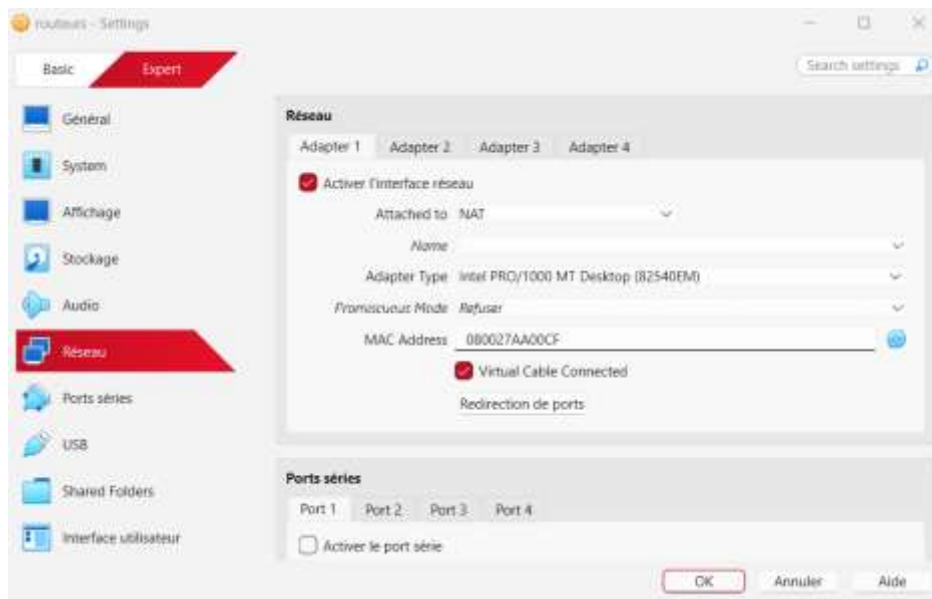 routeurs - Settings
Basic
Expert
Search settings
Général
System
Affichage
Stockage
Audio
Réseau
Ports séries
USB
Shared Folders
Interface utilisateur
Réseau
Adapter 1 Adapter 2 Adapter 3 Adapter 4
Activer l'interface réseau
Attached to NAT
Name
Adapter Type Intel PRO/1000 MT Desktop (82540EM)
Promiscuous Mode Refuser
MAC Address 080027AA00CF
Virtual Cable Connected
Redirection de ports
Ports séries
Port 1 Port 2 Port 3 Port 4
Activer le port série
OK Annuler Aide